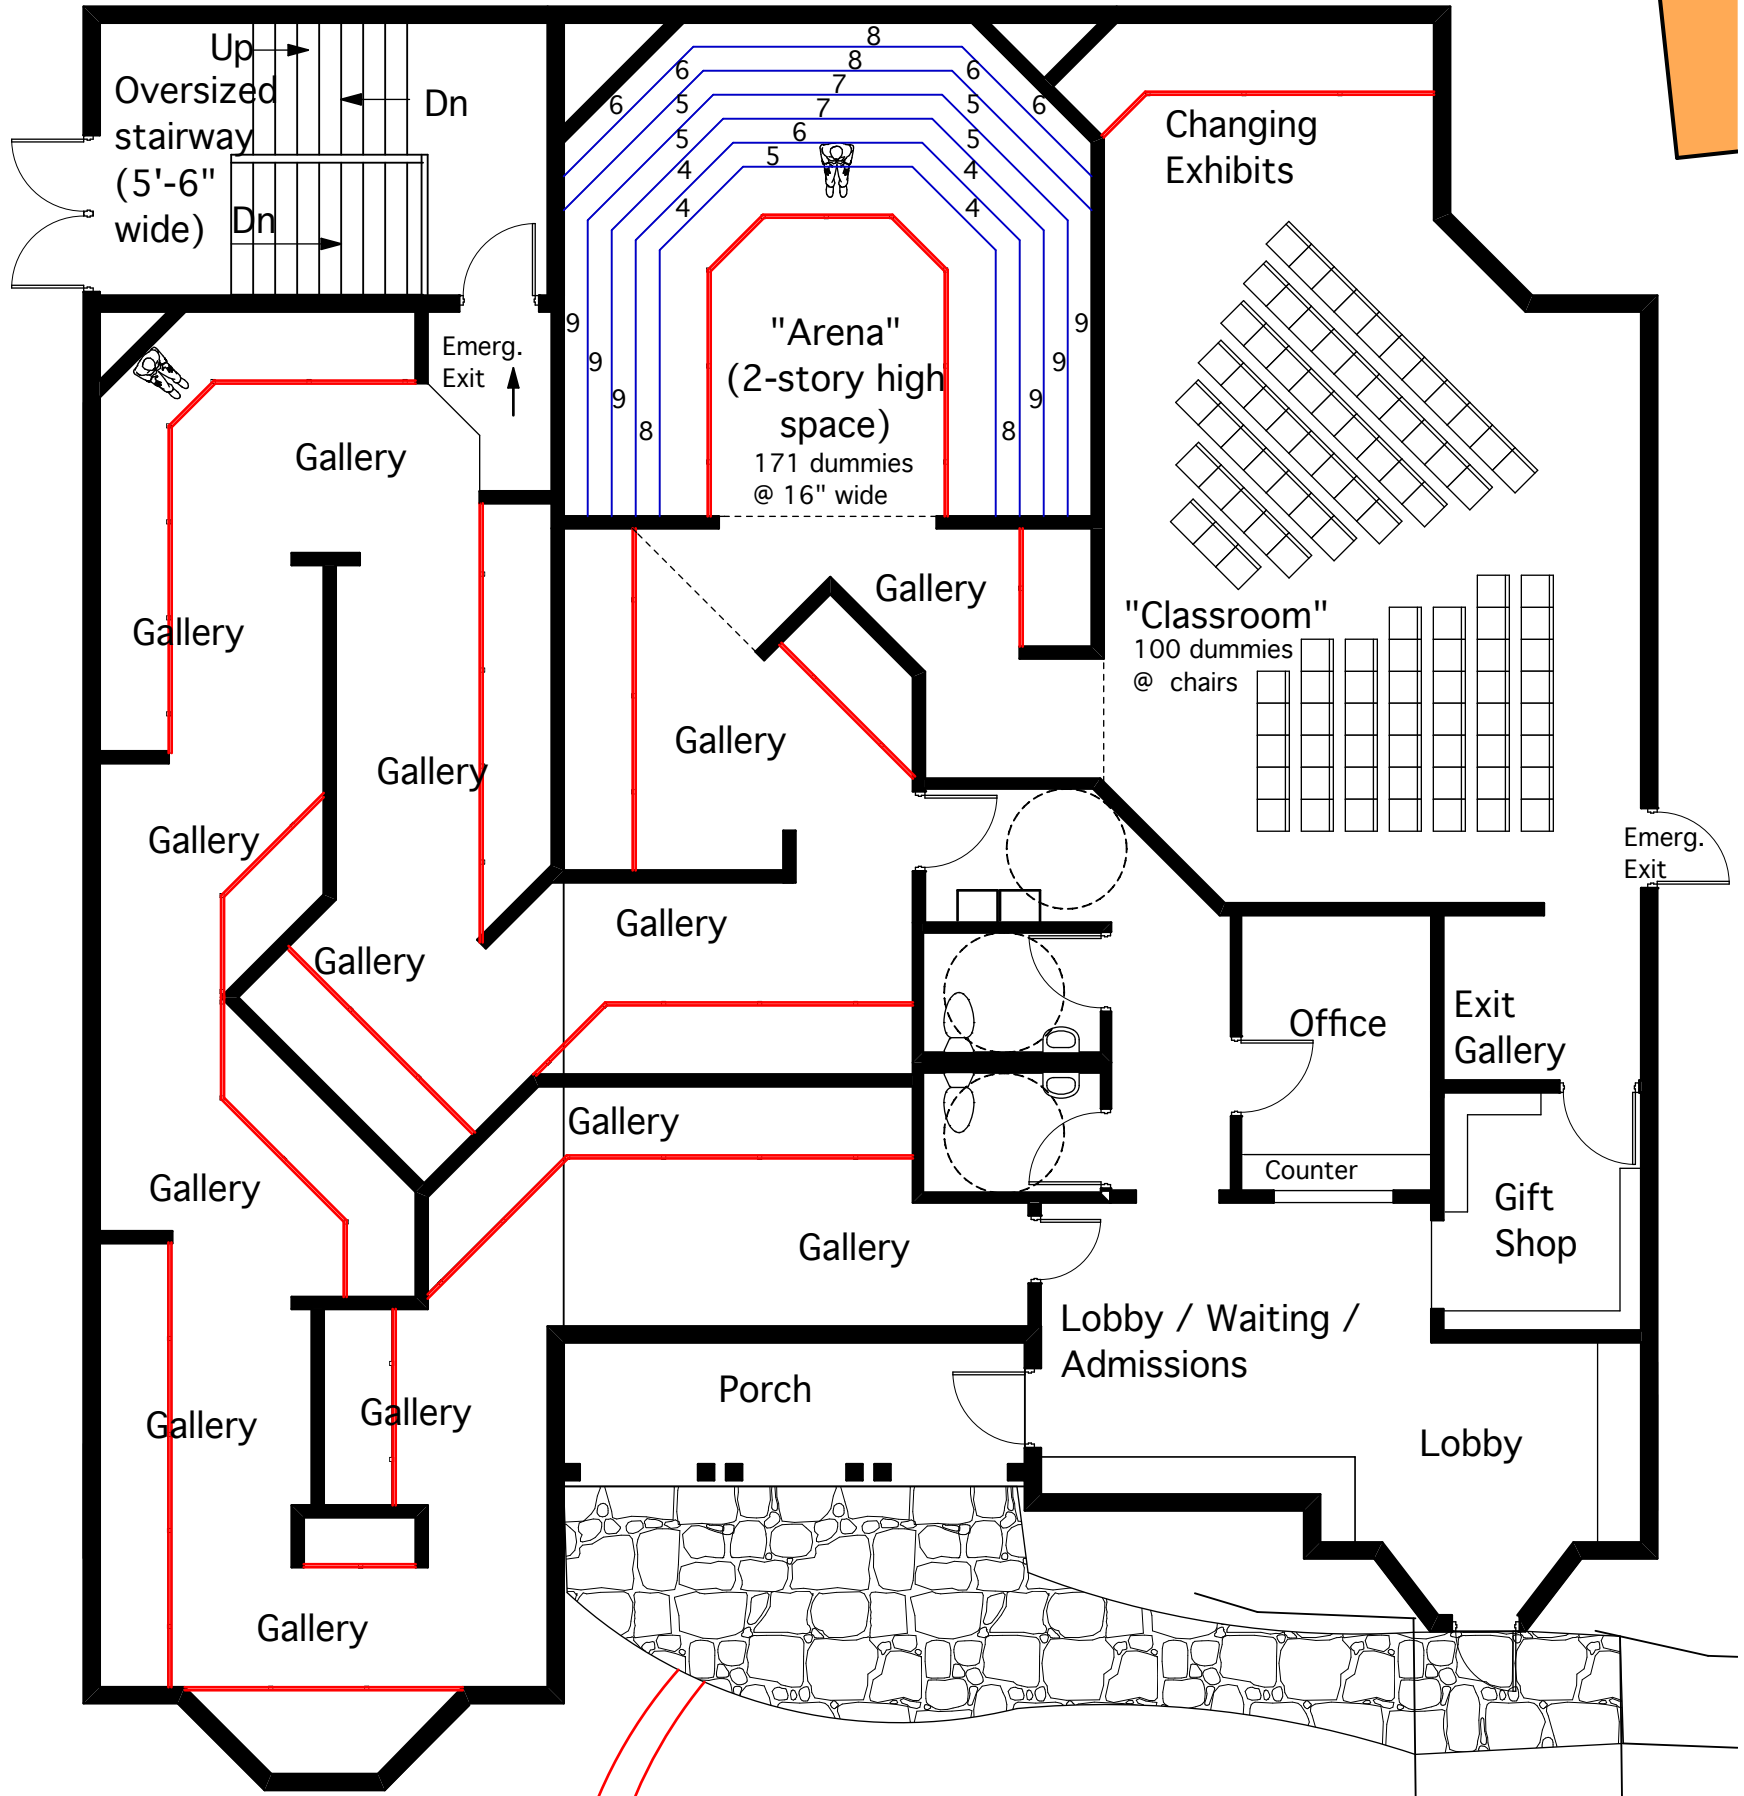 Up
Oversized
stairway
(5'-6"
wide)
Dn
Dn
8
8
7
7
6
5
6
6
5
5
4
4
6
6
5
5
4
4
9
9
9
8
9
9
9
8
"Arena"
(2-story high
space)
171 dummies
@ 16" wide
Changing
Exhibits
Emerg.
Exit
Gallery
Gallery
Gallery
Gallery
"Classroom"
100 dummies
@ chairs
Gallery
Gallery
Emerg.
Exit
Gallery
Gallery
Office
Exit
Gallery
Gallery
Counter
Gallery
Gift
Shop
Gallery
Lobby / Waiting /
Admissions
Porch
Gallery
Gallery
Lobby
Gallery